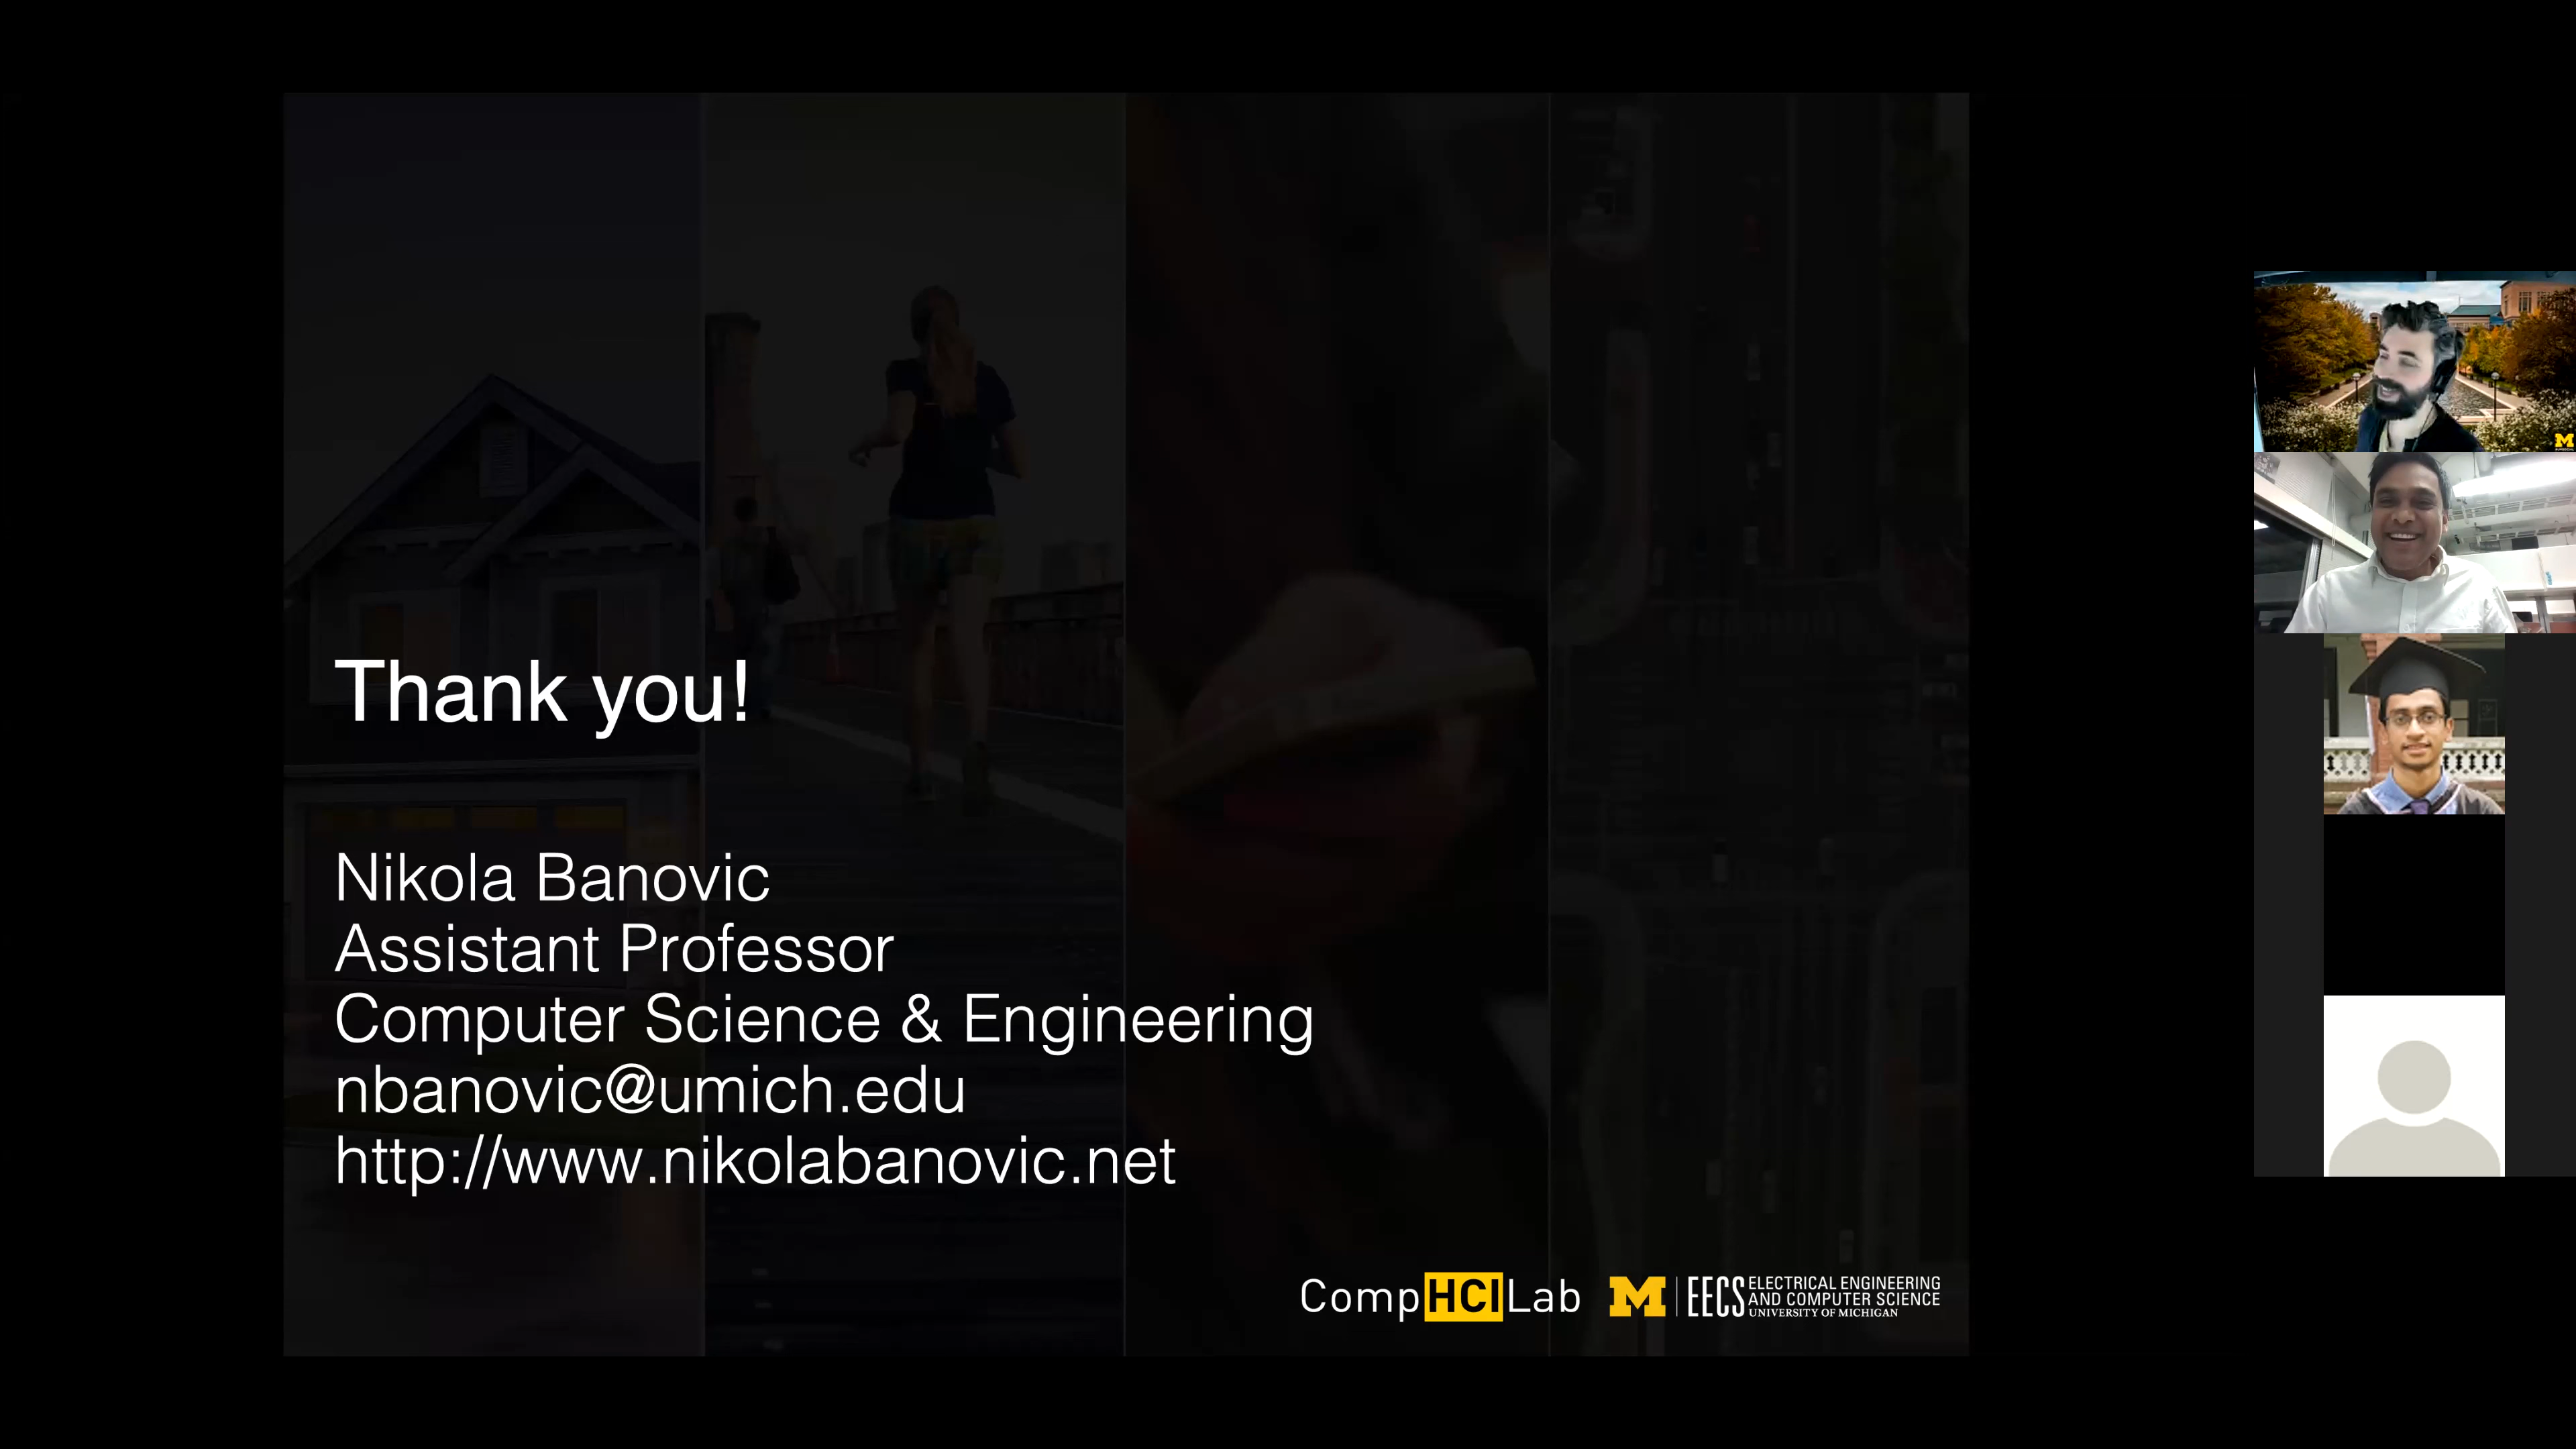 Thank you!
Nikola Banovic
Assistant Professor
Computer Science & Engineering
nbanovic@umich.edu
http://www.nikolabanovic.net
CompHCILab
M EECS ELECTRICAL ENGINEERING
AND COMPUTER SCIENCE
UNIVERSITY OF MICHIGAN
M